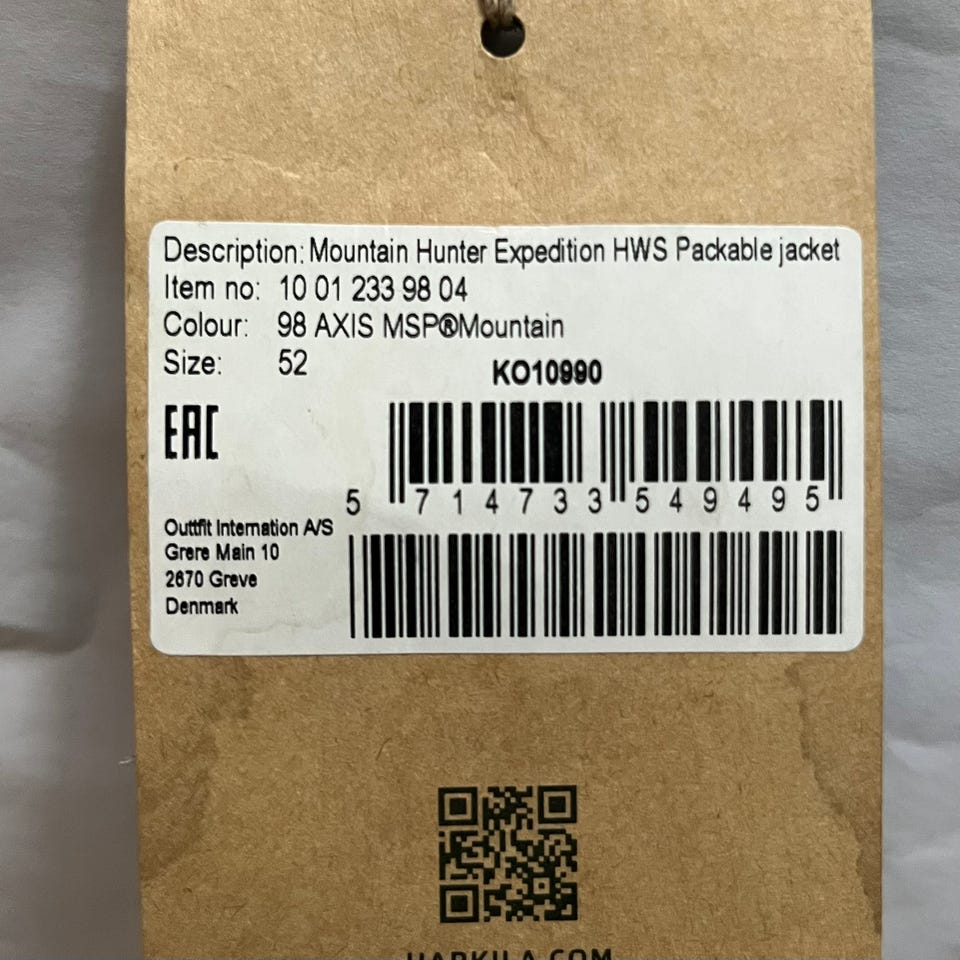 Description: Mountain Hunter Expedition HWS Packable jacket
Item no: 10 01 233 98 04
Colour: 98 AXIS MSP®Mountain
Size: 52
KO10990
EAC
5 714733 549495
Outtfit Internation A/S
Grere Main 10
2670 Greve
Denmark
HARKILA.COM